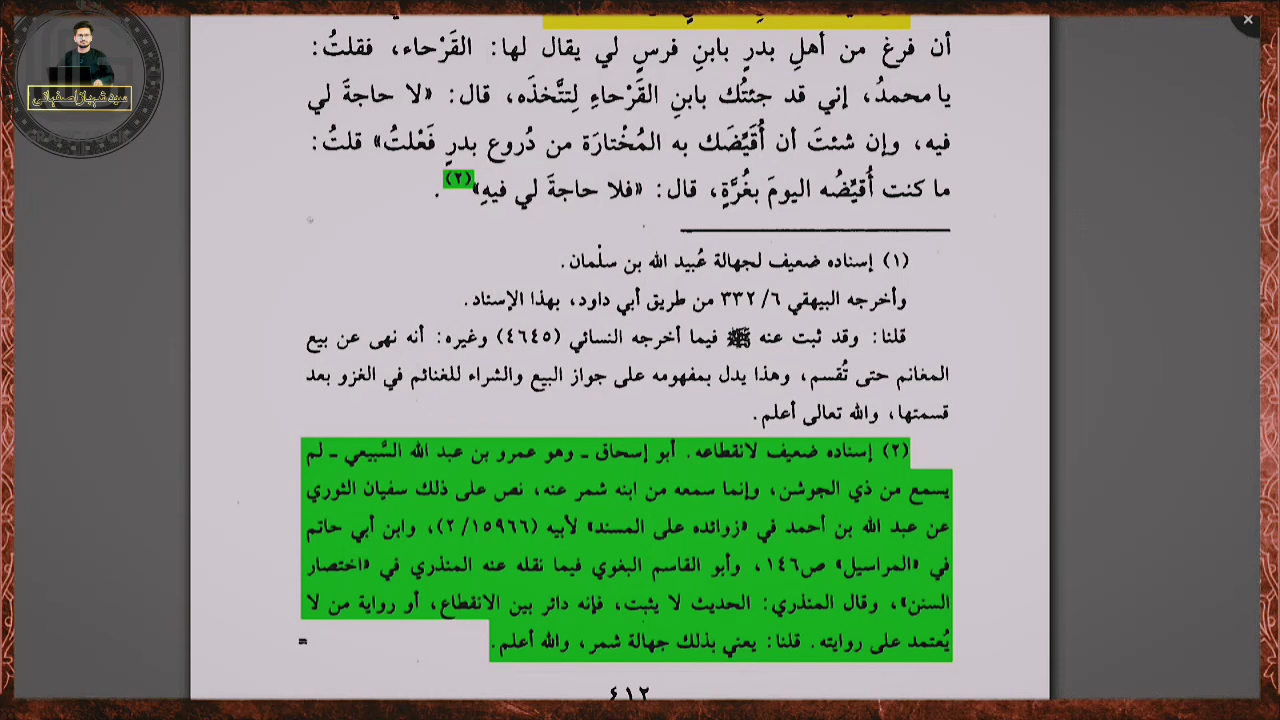 أن فرغ من أهلِ بدرٍ بابنِ فرسٍ لي يقال لها: القَرْحاء، فقلتُ:
يا محمدُ، إني قد جئتُك بابنِ القَرْحاءِ لِتتَّخذَه، قال: «لا حاجةَ لي
فيه، وإن شئتَ أن أُقَيِّضَك به المُخْتارَة من دُروع بدرٍ فَعْلتُ» قلتُ:
ما كنت أُقيِّضُه اليومَ بغُرَّةٍ، قال: «فلا حاجةَ لي فيهِ»(٢).
(١) إسناده ضعيف لجهالة عُبيد الله بن سلْمان.
وأخرجه البيهقي ٦/ ٣٣٢ من طريق أبي داود، بهذا الإسناد.
قلنا: وقد ثبت عنه ﷺ فيما أخرجه النسائي (٤٦٤٥) وغيره: أنه نهى عن بيع
المغانم حتى تُقسم، وهذا يدل بمفهومه على جواز البيع والشراء للغنائم في الغزو بعد
قسمتها، والله تعالى أعلم.
(٢) إسناده ضعيف لانقطاعه. أبو إسحاق ـ وهو عمرو بن عبد الله السَّبيعي ـ لم
يسمع من ذي الجوشن، وإنما سمعه من ابنه شمر عنه، نص على ذلك سفيان الثوري
عن عبد الله بن أحمد في «زوائده على المسند» لأبيه (١٥٩٦٦/ ٢)، وابن أبي حاتم
في «المراسيل» ص١٤٦، وأبو القاسم البغوي فيما نقله عنه المنذري في «اختصار
السنن»، وقال المنذري: الحديث لا يثبت، فإنه دائر بين الانقطاع، أو رواية من لا
يُعتمد على روايته. قلنا: يعني بذلك جهالة شمر، والله أعلم.
=
٤١٢